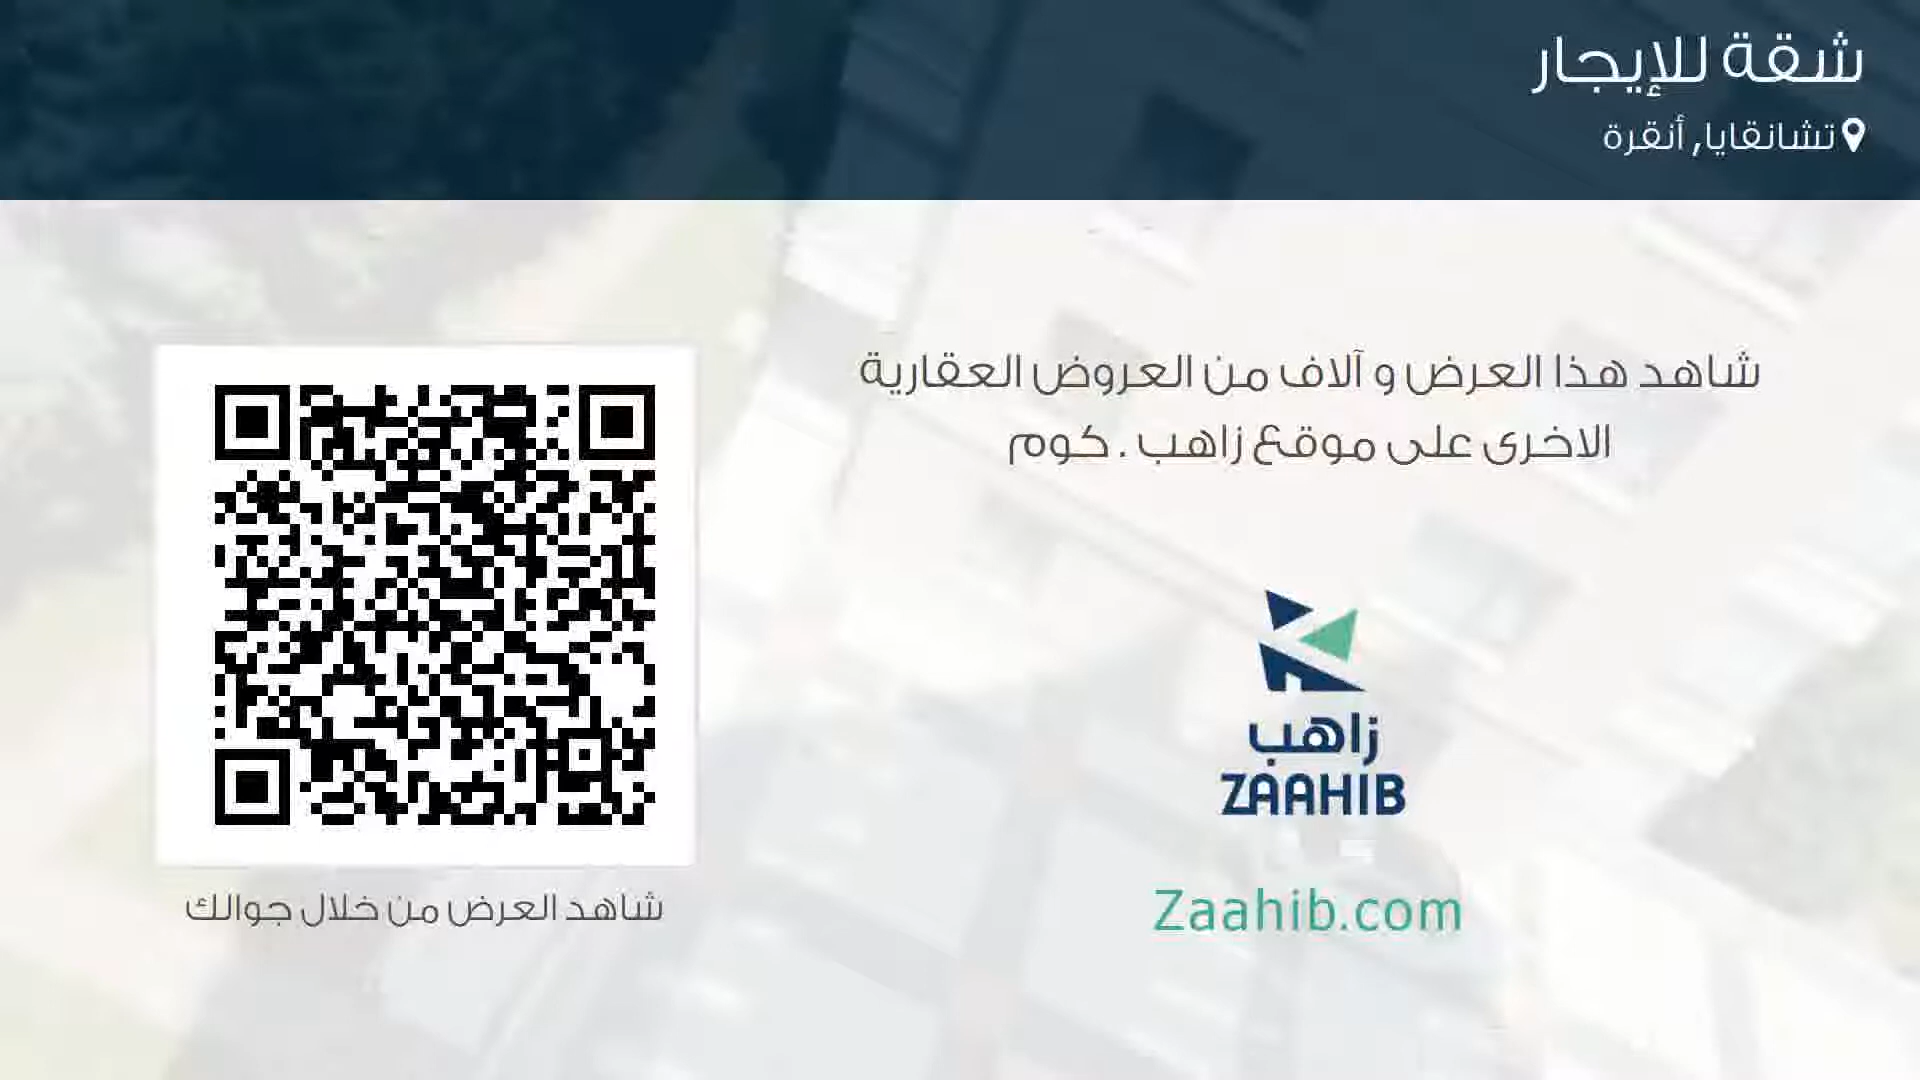 شقة للإيجار
تشانقايا, أنقرة
شاهد هذا العرض و آلاف من العروض العقارية
الاخرى على موقع زاهب . كوم
زاهب
ZAAHIB
Zaahib.com
شاهد العرض من خلال جوالك